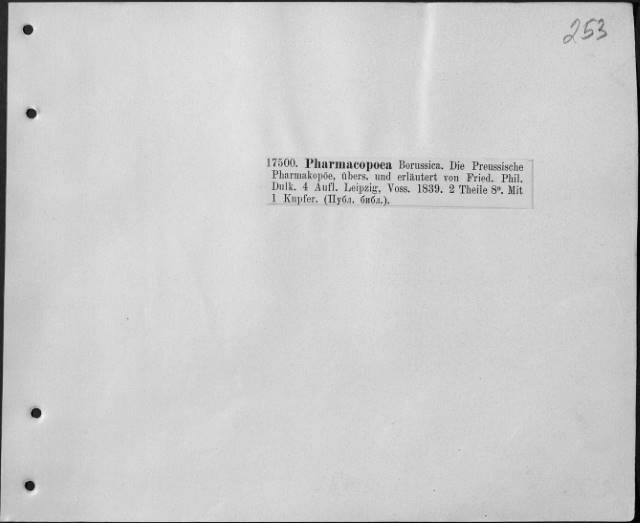 253
17500. Pharmacopoea Borussica. Die Preussische
Pharmakopöe, übers. und erläutert von Fried. Phil.
Dulk. 4 Aufl. Leipzig, Voss. 1839. 2 Theile 8°. Mit
1 Kupfer. (Публ. библ.).